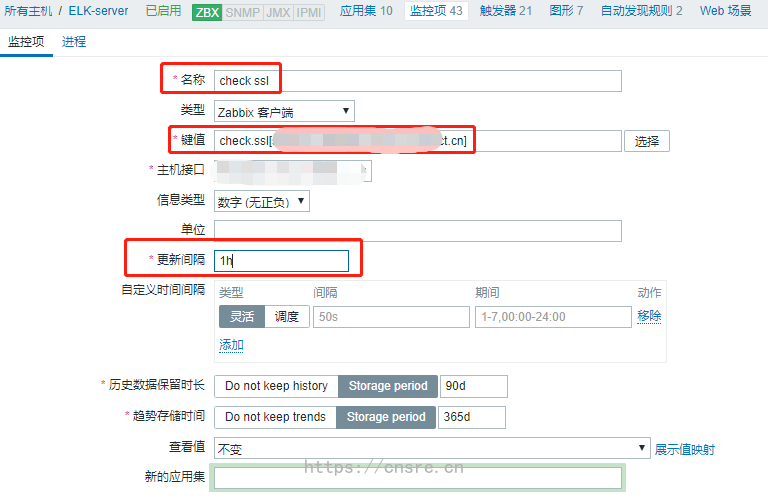 所有主机 / ELK-server 已启用 ZBX SNMP JMX IPMI 应用集 10 监控项 43 触发器 21 图形 7 自动发现规则 2 Web 场景
监控项 进程
* 名称 check ssl
类型 Zabbix 客户端
* 键值 check.ssl[ ct.cn] 选择
* 主机接口
信息类型 数字 (无正负)
单位
* 更新间隔 1h
自定义时间间隔 类型 间隔 期间 动作
灵活 调度 50s 1-7,00:00-24:00 移除
添加
* 历史数据保留时长 Do not keep history Storage period 90d
* 趋势存储时间 Do not keep trends Storage period 365d
查看值 不变 展示值映射
https://cnsre.cn
新的应用集